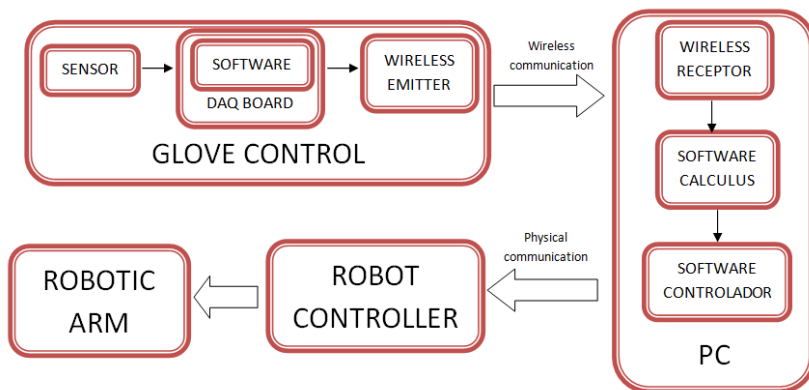 SENSOR
SOFTWARE
DAQ BOARD
WIRELESS
EMITTER
GLOVE CONTROL
Wireless
communication
WIRELESS
RECEPTOR
SOFTWARE
CALCULUS
SOFTWARE
CONTROLADOR
PC
Physical
communication
ROBOT
CONTROLLER
ROBOTIC
ARM